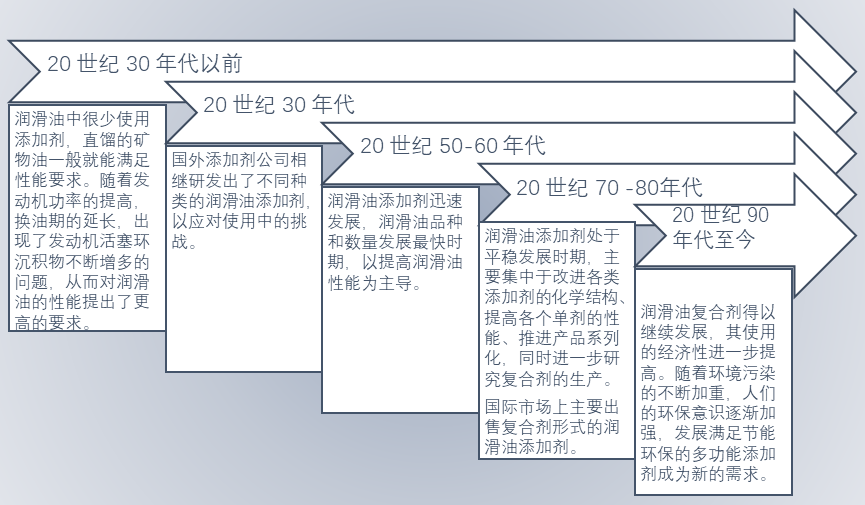 20 世纪 30 年代以前
润滑油中很少使用
添加剂，直馏的矿
物油一般就能满足
性能要求。随着发
动机功率的提高，
换油期的延长，出
现了发动机活塞环
沉积物不断增多的
问题，从而对润滑
油的性能提出了更
高的要求。
20 世纪 30 年代
国外添加剂公司相
继研发出了不同种
类的润滑油添加剂，
以应对使用中的挑
战。
20 世纪 50-60 年代
润滑油添加剂迅速
发展，润滑油品种
和数量发展最快时
期，以提高润滑油
性能为主导。
20 世纪 70 -80年代
润滑油添加剂处于
平稳发展时期，主
要集中于改进各类
添加剂的化学结构、
提高各个单剂的性
能、推进产品系列
化，同时进一步研
究复合剂的生产。
国际市场上主要出
售复合剂形式的润
滑油添加剂。
20 世纪 90
年代至今
润滑油复合剂得以
继续发展，其使用
的经济性进一步提
高。随着环境污染
的不断加重，人们
的环保意识逐渐加
强，发展满足节能
环保的多功能添加
剂成为新的需求。